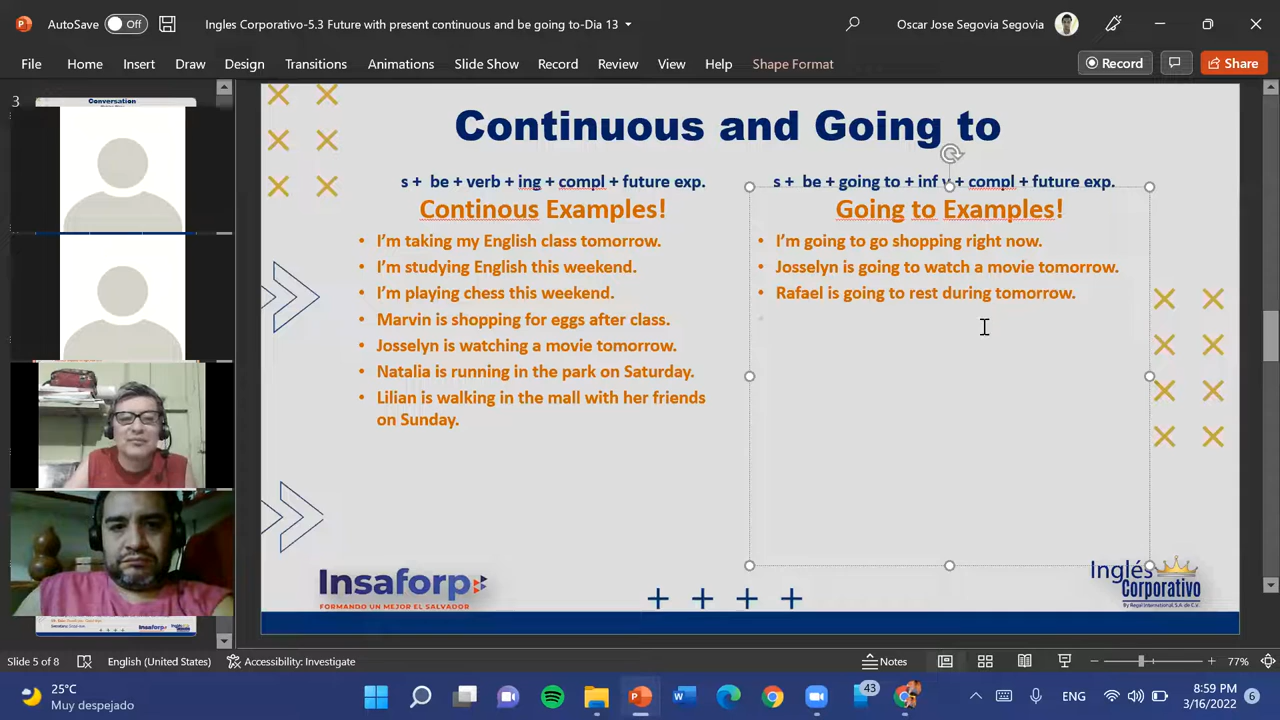 AutoSave Off Ingles Corporativo-5.3 Future with present continuous and be going to-Dia 13 Oscar Jose Segovia Segovia
File Home Insert Draw Design Transitions Animations Slide Show Record Review View Help Shape Format Record Share
3
Conversation
Continuous and Going to
s + be + verb + ing + compl + future exp.
Continous Examples!
• I'm taking my English class tomorrow.
• I'm studying English this weekend.
• I'm playing chess this weekend.
• Marvin is shopping for eggs after class.
• Josselyn is watching a movie tomorrow.
• Natalia is running in the park on Saturday.
• Lilian is walking in the mall with her friends
on Sunday.
s + be + going to + inf v + compl + future exp.
Going to Examples!
• I'm going to go shopping right now.
• Josselyn is going to watch a movie tomorrow.
• Rafael is going to rest during tomorrow.
Insaforp
FORMANDO UN MEJOR EL SALVADOR
Inglés
Corporativo
By Regal International S.A de C.V.
Insaforp
Slide 5 of 8 English (United States) Accessibility: Investigate Notes 77%
25°C
Muy despejado
43
ENG
8:59 PM
3/16/2022
6